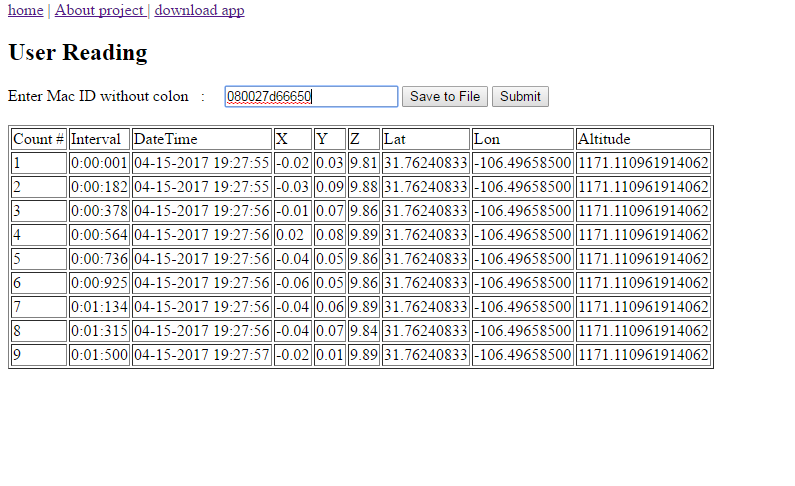 home | About project | download app
User Reading
Enter Mac ID without colon : 080027d66650 Save to File Submit
Count # Interval DateTime X Y Z Lat Lon Altitude
1 0:00:001 04-15-2017 19:27:55 -0.02 0.03 9.81 31.76240833 -106.49658500 1171.110961914062
2 0:00:182 04-15-2017 19:27:55 -0.03 0.09 9.88 31.76240833 -106.49658500 1171.110961914062
3 0:00:378 04-15-2017 19:27:56 -0.01 0.07 9.86 31.76240833 -106.49658500 1171.110961914062
4 0:00:564 04-15-2017 19:27:56 0.02 0.08 9.89 31.76240833 -106.49658500 1171.110961914062
5 0:00:736 04-15-2017 19:27:56 -0.04 0.05 9.86 31.76240833 -106.49658500 1171.110961914062
6 0:00:925 04-15-2017 19:27:56 -0.06 0.05 9.86 31.76240833 -106.49658500 1171.110961914062
7 0:01:134 04-15-2017 19:27:56 -0.04 0.06 9.89 31.76240833 -106.49658500 1171.110961914062
8 0:01:315 04-15-2017 19:27:56 -0.04 0.07 9.84 31.76240833 -106.49658500 1171.110961914062
9 0:01:500 04-15-2017 19:27:57 -0.02 0.01 9.89 31.76240833 -106.49658500 1171.110961914062